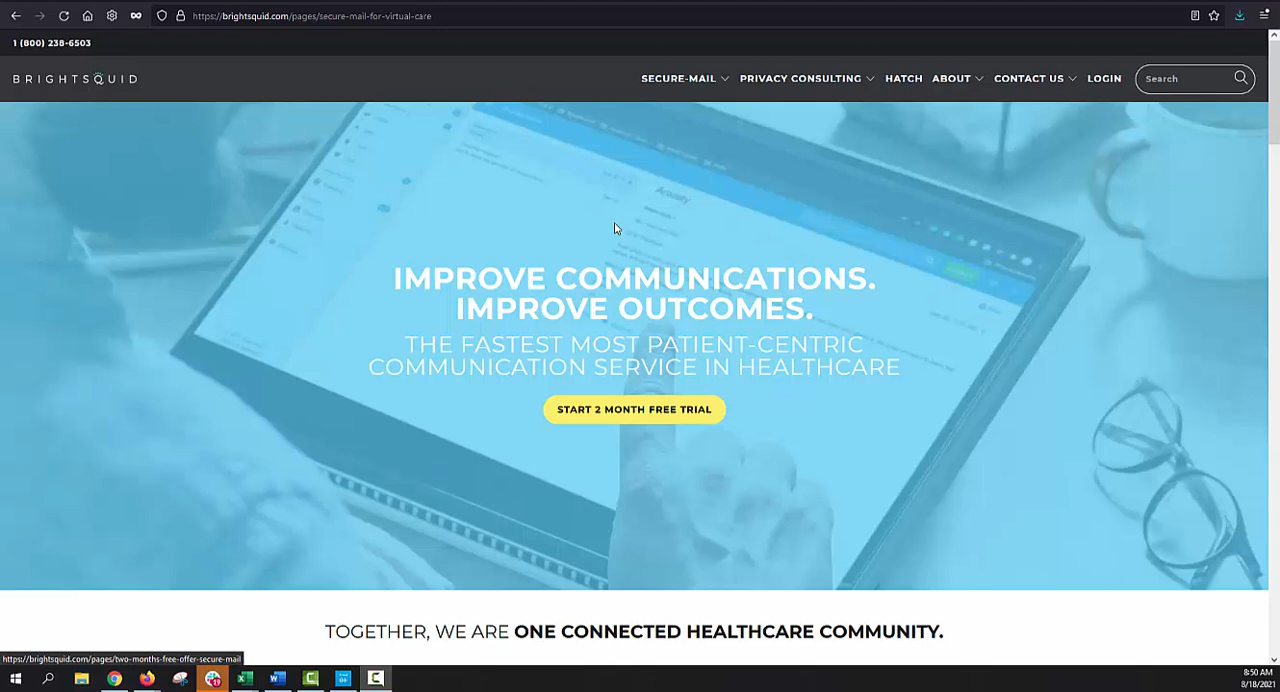 https://brightsquid.com/pages/secure-mail-for-virtual-care
1 (800) 238-6503
BRIGHTSQUID
SECURE-MAIL
PRIVACY CONSULTING
HATCH
ABOUT
CONTACT US
LOGIN
Search
Anxiety
IMPROVE COMMUNICATIONS.
IMPROVE OUTCOMES.
THE FASTEST MOST PATIENT-CENTRIC
COMMUNICATION SERVICE IN HEALTHCARE
START 2 MONTH FREE TRIAL
TOGETHER, WE ARE ONE CONNECTED HEALTHCARE COMMUNITY.
https://brightsquid.com/pages/two-months-free-offer-secure-mail
8:50 AM
8/18/2021